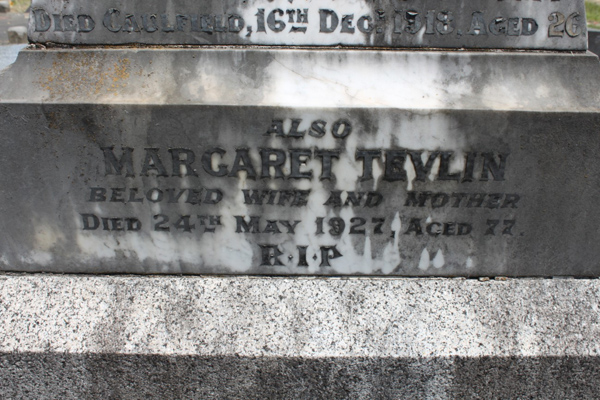 Died Caulfield, 16th Dec. 1918, Aged 26.
ALSO
MARGARET TEVLIN
BELOVED WIFE AND MOTHER
Died 24th May 1927, Aged 77.
R·I·P